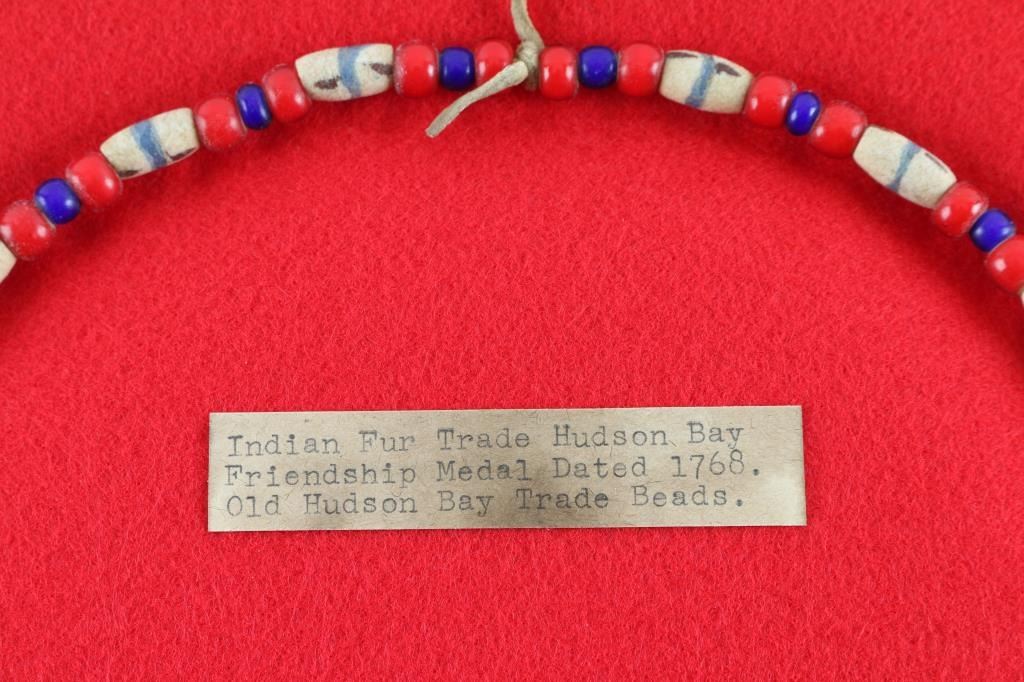 Indian Fur Trade Hudson Bay
Friendship Medal Dated 1768.
Old Hudson Bay Trade Beads.